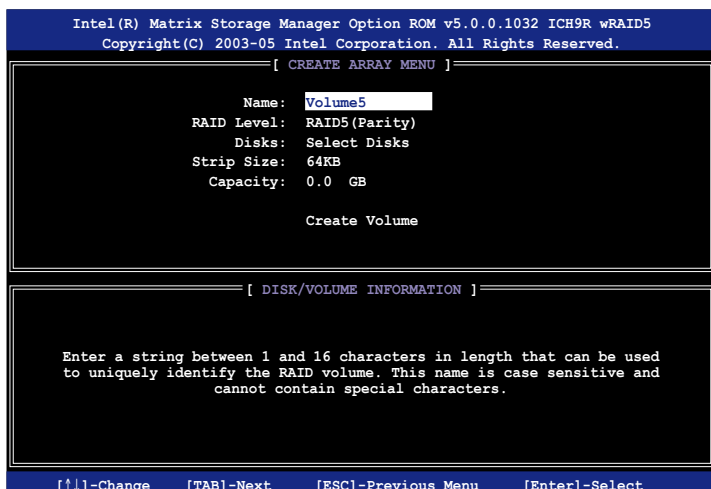 Intel(R) Matrix Storage Manager Option ROM v5.0.0.1032 ICH9R wRAID5
Copyright(C) 2003-05 Intel Corporation. All Rights Reserved.
[ CREATE ARRAY MENU ]
Name: Volume5
RAID Level: RAID5(Parity)
Disks: Select Disks
Strip Size: 64KB
Capacity: 0.0 GB
Create Volume
[ DISK/VOLUME INFORMATION ]
Enter a string between 1 and 16 characters in length that can be used
to uniquely identify the RAID volume. This name is case sensitive and
cannot contain special characters.
[↑↓]-Change [TAB]-Next [ESC]-Previous Menu [Enter]-Select